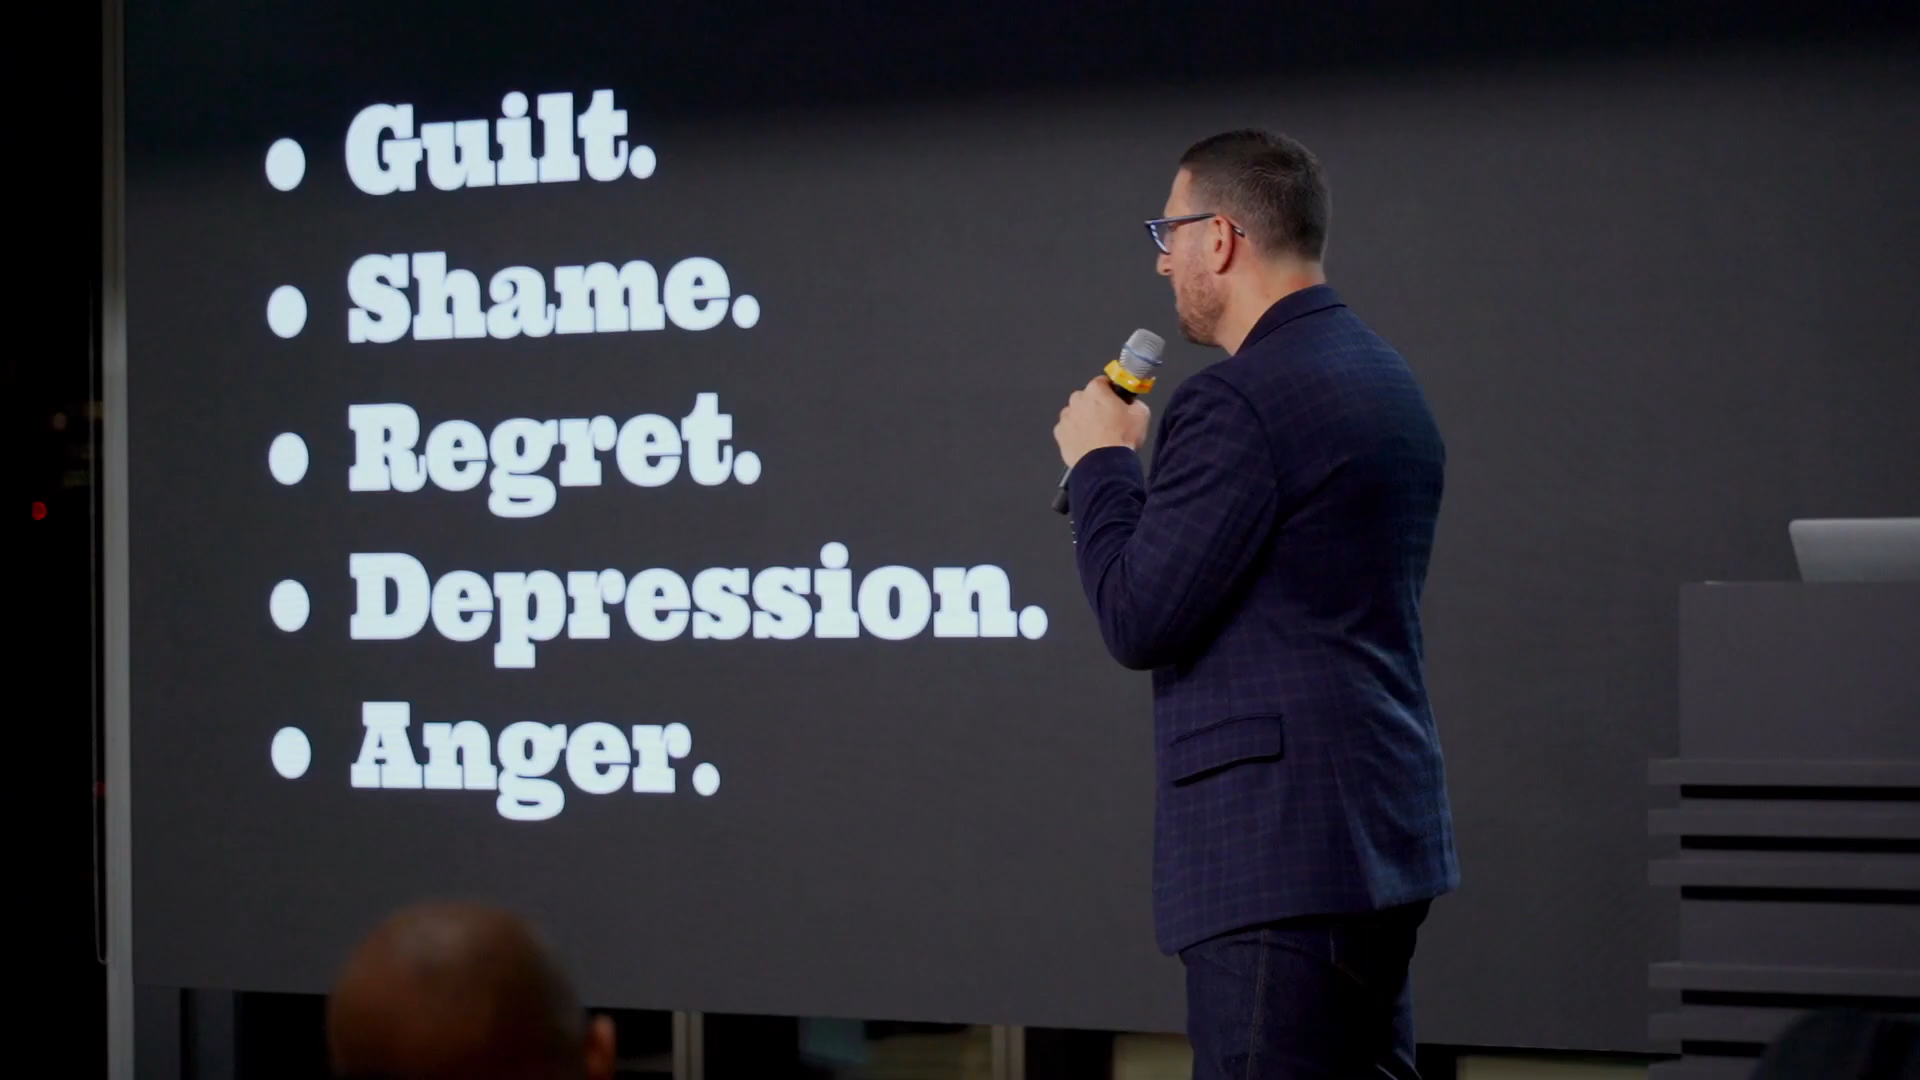 • Guilt.
• Shame.
• Regret.
• Depression.
• Anger.